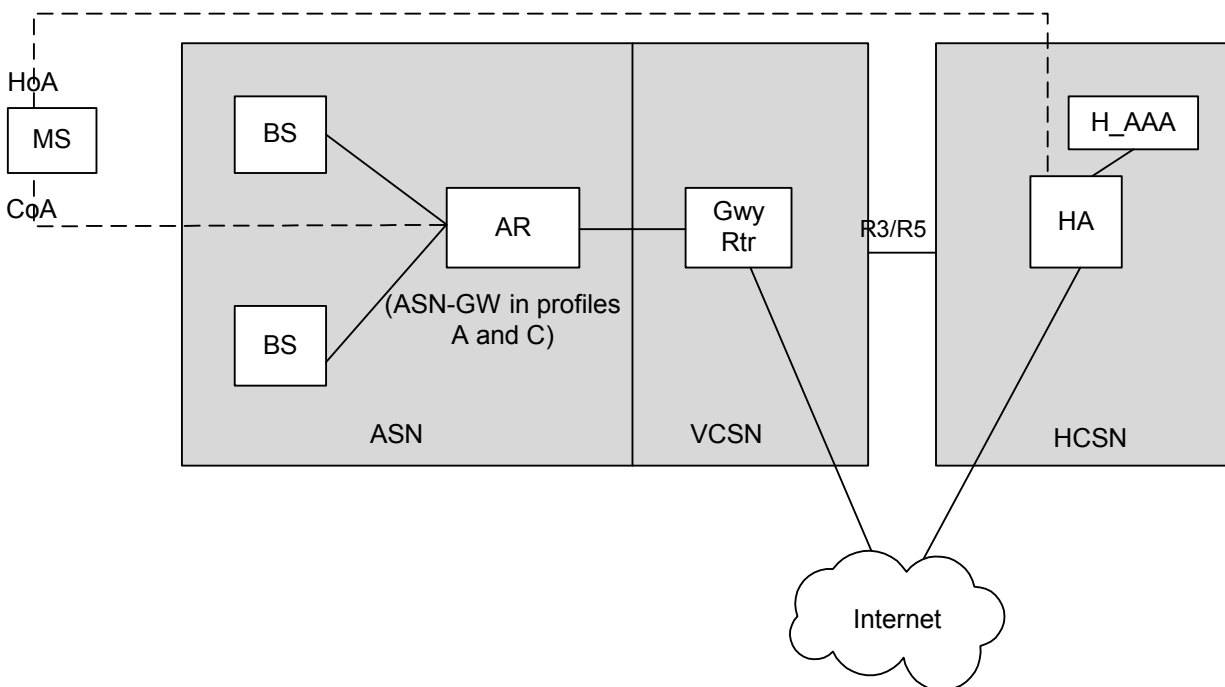 HoA
MS
CoA
BS
BS
AR
(ASN-GW in profiles
A and C)
ASN
Gwy
Rtr
VCSN
R3/R5
H_AAA
HA
HCSN
Internet